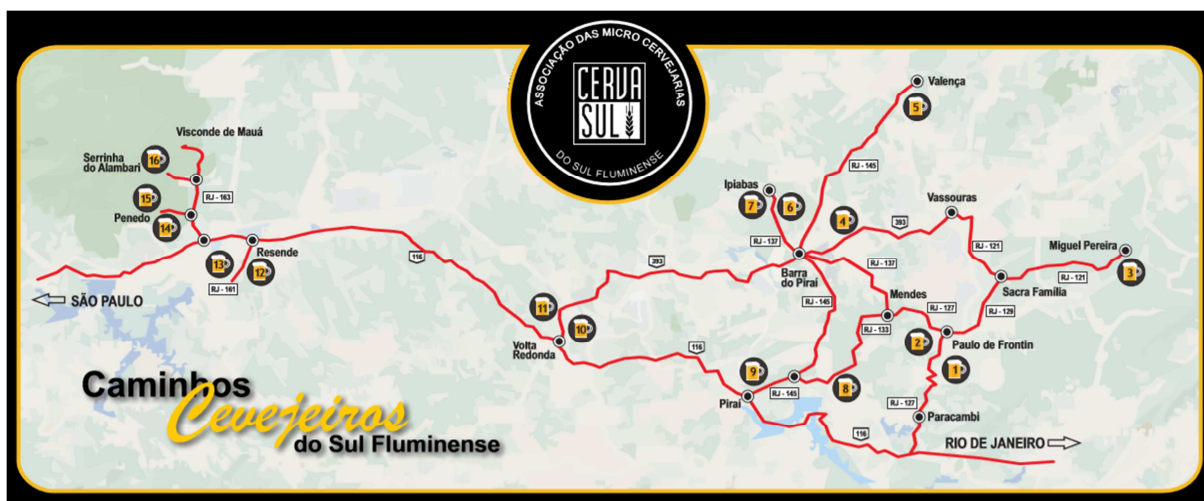 ASSOCIAÇÃO DAS MICRO CERVEJARIAS
CERVA
SUL
DO SUL FLUMINENSE
Valença
5
Visconde de Mauá
Serrinha
do Alambari
16
RJ - 163
15
Penedo
14
13
Resende
12
RJ - 161
SÃO PAULO
116
RJ - 145
Ipiabas
7
6
4
Vassouras
393
RJ - 137
RJ - 121
Miguel Pereira
3
RJ - 121
Sacra Família
393
Barra
do Piraí
RJ - 137
RJ - 145
Mendes
RJ - 127
RJ - 129
RJ - 133
11
10
Volta
Redonda
116
2
Paulo de Frontin
1
9
8
RJ - 145
Piraí
RJ - 127
Paracambi
116
RIO DE JANEIRO
Caminhos
Cevejeiros
do Sul Fluminense